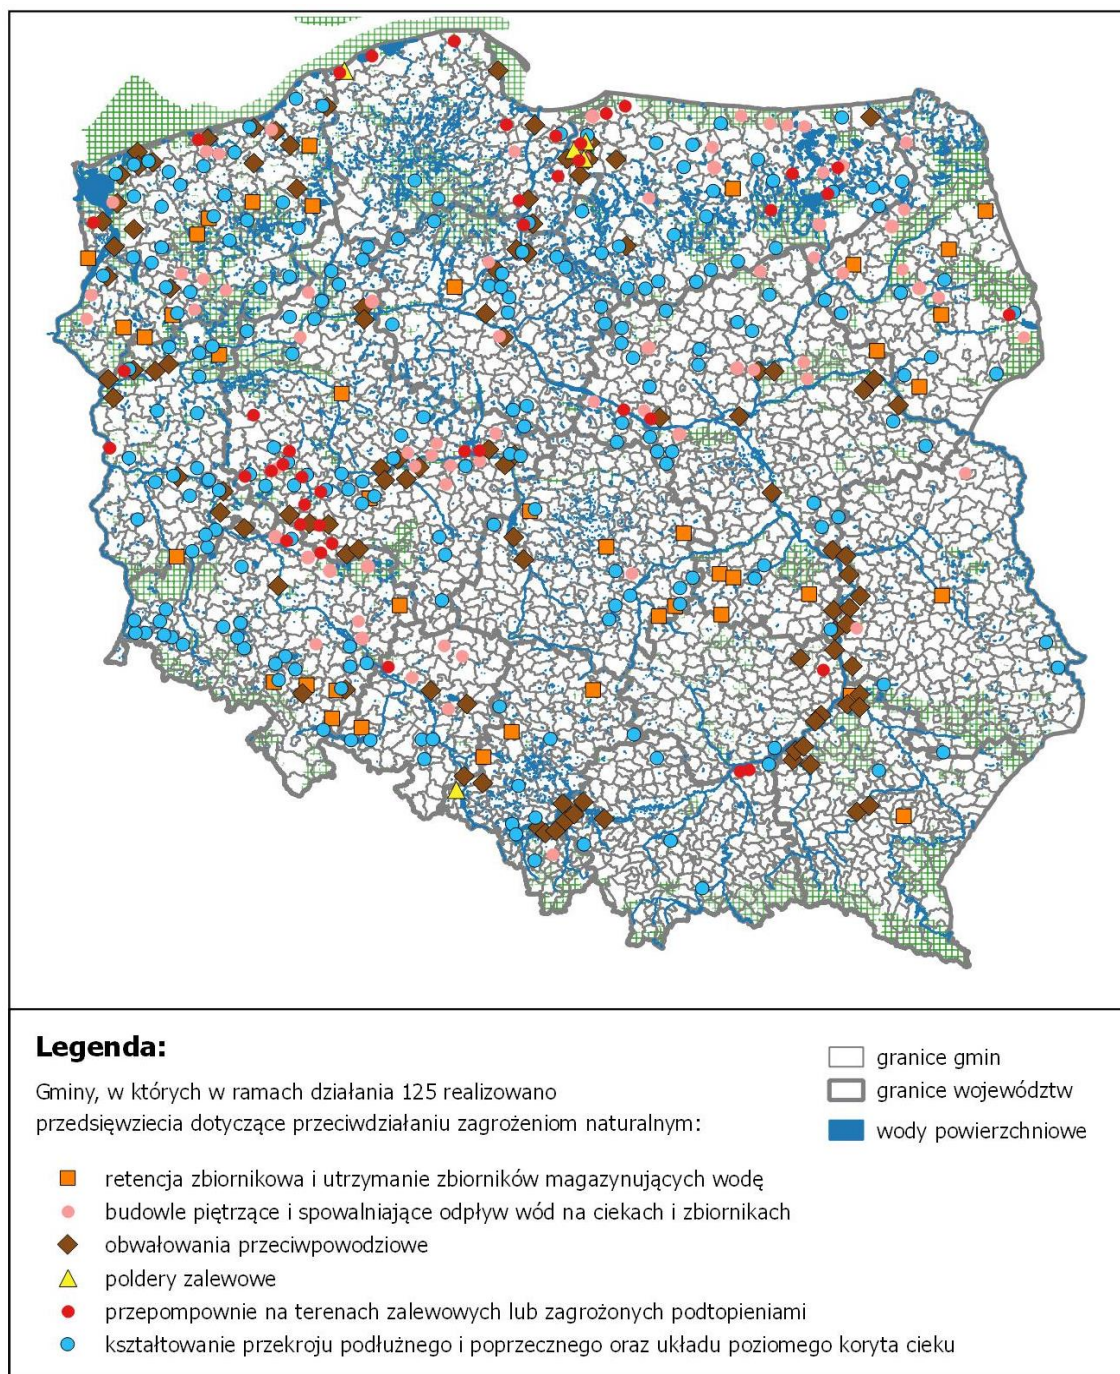 Legenda:
Gminy, w których w ramach działania 125 realizowano
przedsięwziecia dotyczące przeciwdziałaniu zagrożeniom naturalnym:
retencja zbiornikowa i utrzymanie zbiorników magazynujących wodę
budowle piętrzące i spowalniające odpływ wód na ciekach i zbiornikach
obwałowania przeciwpowodziowe
poldery zalewowe
przepompownie na terenach zalewowych lub zagrożonych podtopieniami
kształtowanie przekroju podłużnego i poprzecznego oraz układu poziomego koryta cieku
granice gmin
granice województw
wody powierzchniowe